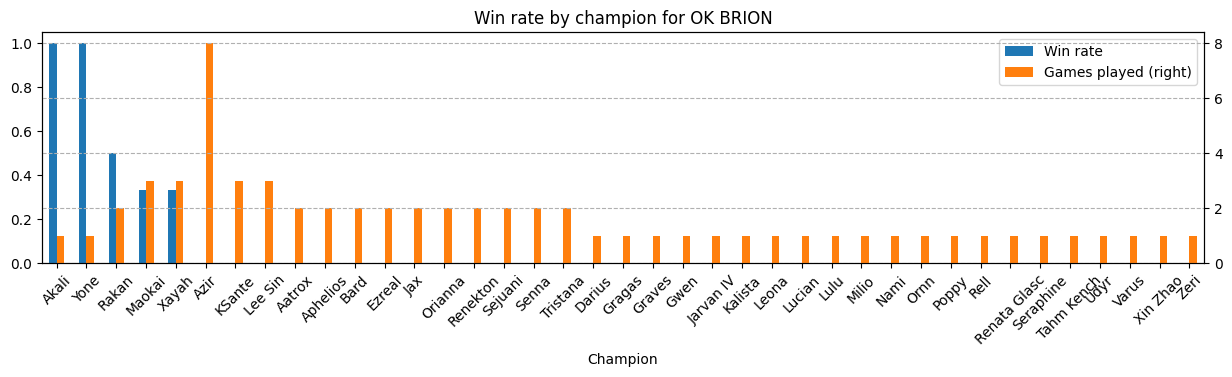 Win rate by champion for OK BRION
Win rate
Games played (right)
1.0
0.8
0.6
0.4
0.2
0.0
8
6
4
2
0
Akali
Yone
Rakan
Maokai
Xayah
Azir
KSante
Lee Sin
Aatrox
Aphelios
Bard
Ezreal
Jax
Orianna
Renekton
Sejuani
Senna
Tristana
Darius
Gragas
Graves
Gwen
Jarvan IV
Kalista
Leona
Lucian
Lulu
Milio
Nami
Ornn
Poppy
Rell
Renata Glasc
Seraphine
Tahm Kench
Udyr
Varus
Xin Zhao
Zeri
Champion